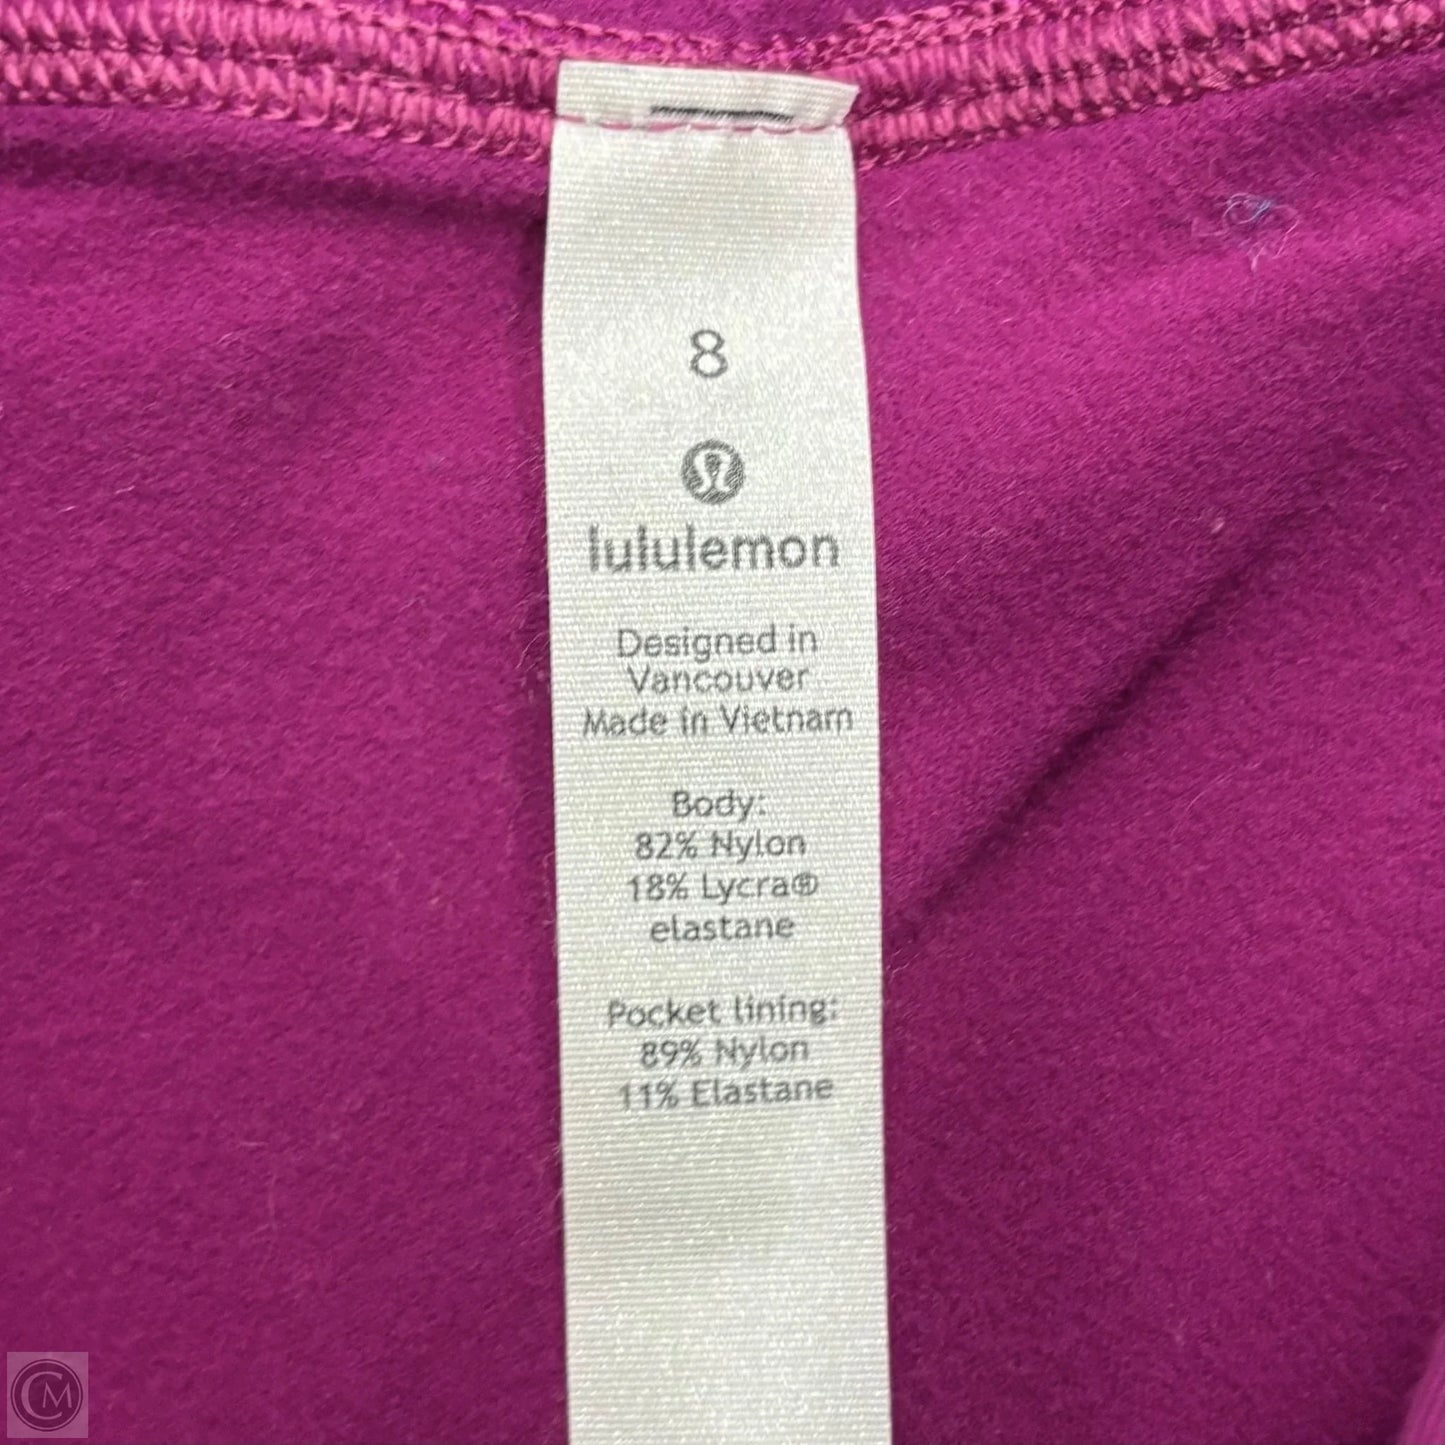 8
lululemon
Designed in
Vancouver
Made in Vietnam
Body:
82% Nylon
18% Lycra®
elastane
Pocket lining:
89% Nylon
11% Elastane
CM